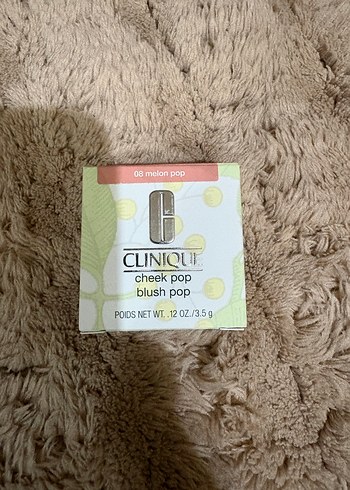 08 melon pop
CLINIQUE
cheek pop
blush pop
POIDS NET WT. .12 OZ./3.5 g